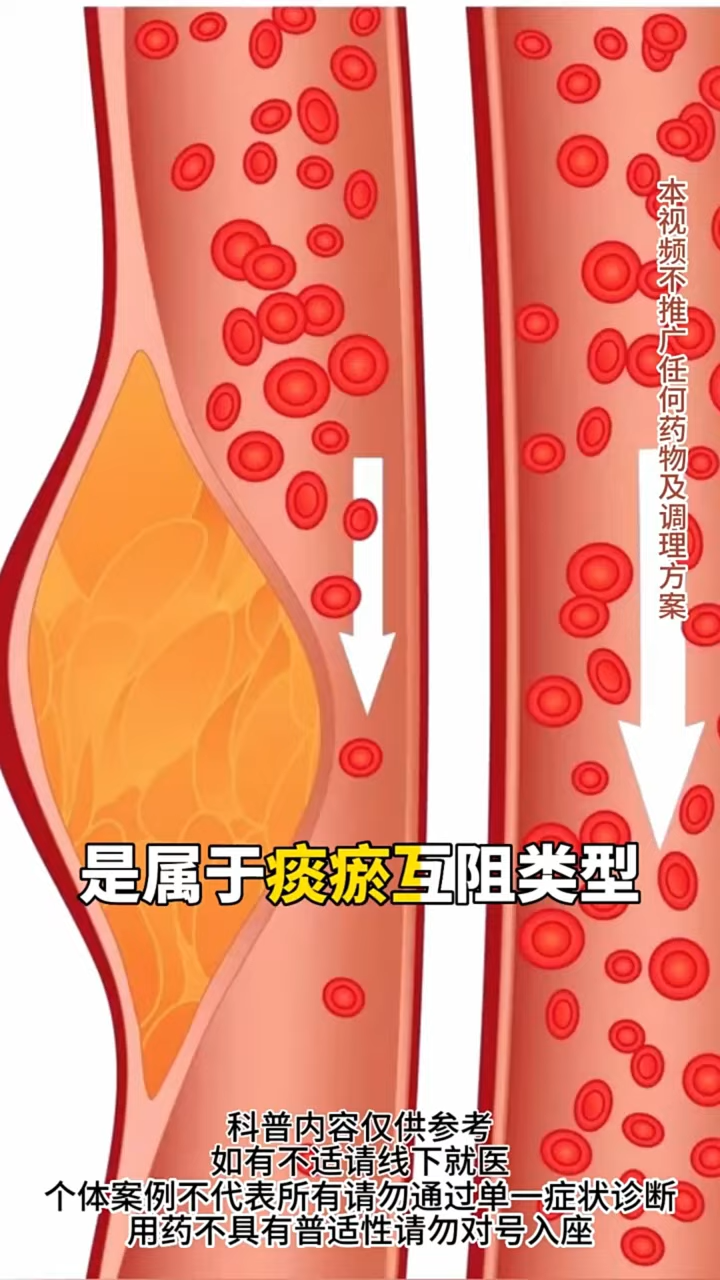 本视频不推广任何药物及调理方案
是属于痰瘀互阻类型
科普内容仅供参考
如有不适请线下就医
个体案例不代表所有请勿通过单一症状诊断
用药不具有普适性请勿对号入座